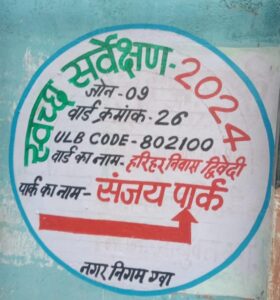 स्वच्छ सर्वेक्षण-2024
जोन-09
वार्ड क्रमांक-26
ULB CODE-802100
वार्ड का नाम-हरिहर निवास द्विवेदी
पार्क का नाम-संजय पार्क
नगर निगम ग्वा